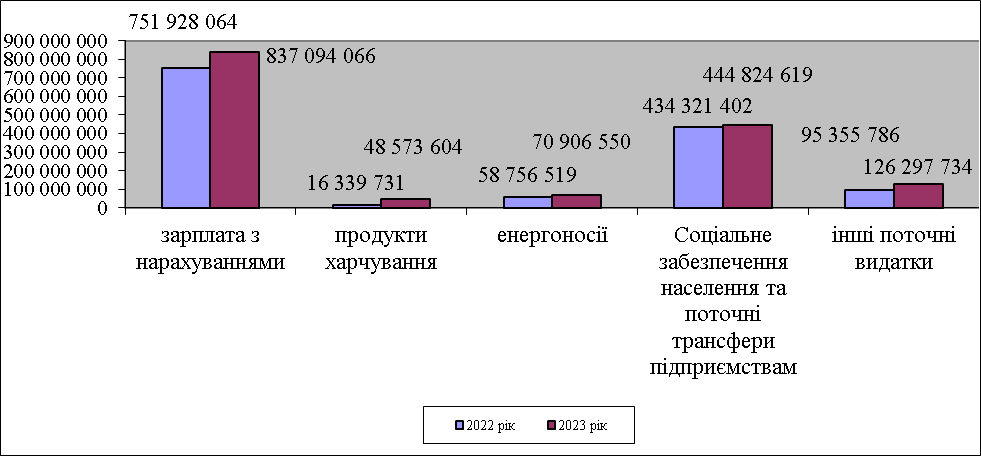 751 928 064
900 000 000
800 000 000
700 000 000
600 000 000
500 000 000
400 000 000
300 000 000
200 000 000
100 000 000
0
837 094 066
16 339 731
48 573 604
58 756 519
70 906 550
434 321 402
444 824 619
95 355 786
126 297 734
зарплата з
нарахуваннями
продукти
харчування
енергоносії
Соціальне
забезпечення
населення та
поточні
трансфери
підприємствам
інші поточні
видатки
2022 рік
2023 рік